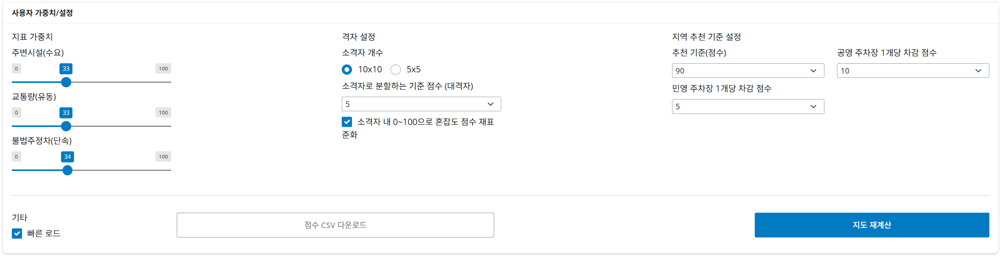 사용자 가중치/설정
지표 가중치
주변시설(수요)
0 33 100
교통량(유동)
0 33 100
불법주정차(단속)
0 34 100
격자 설정
소격자 개수
10x10 5x5
소격자로 분할하는 기준 점수 (대격자)
5
소격자 내 0~100으로 혼잡도 점수 재표
준화
지역 추천 기준 설정
추천 기준(점수)
90
공영 주차장 1개당 차감 점수
10
민영 주차장 1개당 차감 점수
5
기타
빠른 로드
점수 CSV 다운로드
지도 재계산